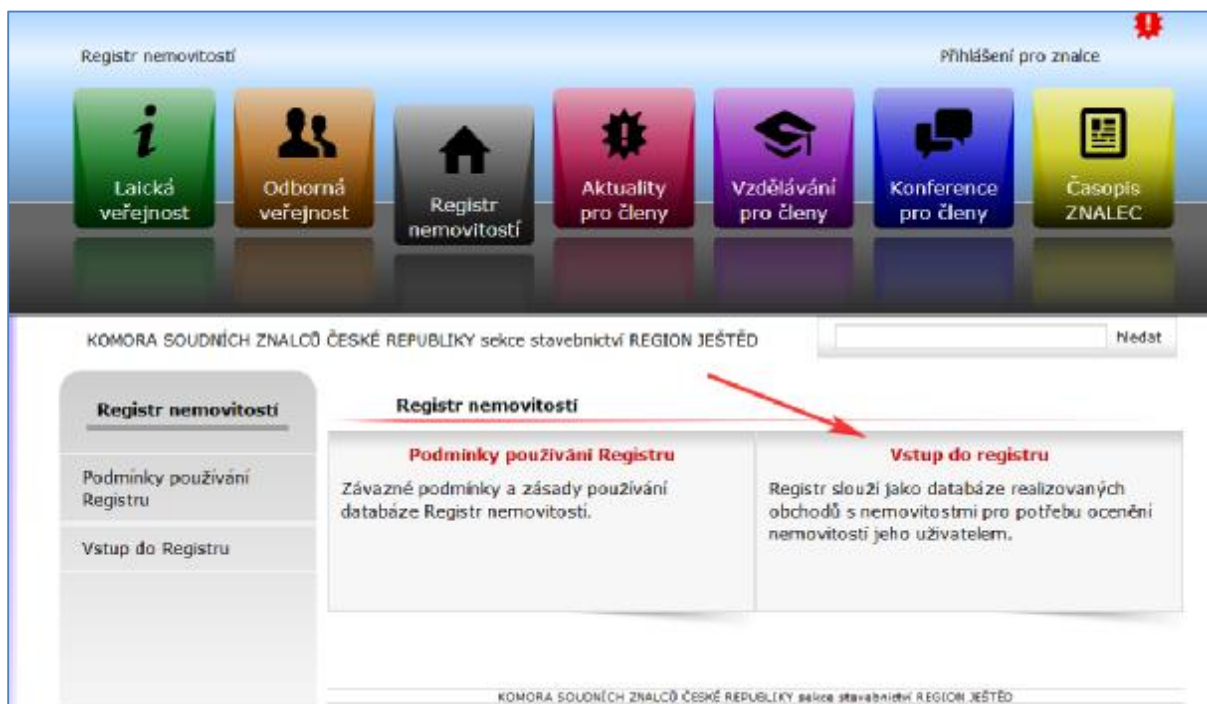 Registr nemovitostí
Přihlášení pro znalce
Laická
veřejnost
Odborná
veřejnost
Registr
nemovitostí
Aktuality
pro členy
Vzdělávání
pro členy
Konference
pro členy
Časopis
ZNALEC
KOMORA SOUDNÍCH ZNALCŮ ČESKÉ REPUBLIKY sekce stavebnictví REGION JEŠTĚD
Hledat
Registr nemovitostí
Podmínky používání
Registru
Vstup do Registru
Registr nemovitostí
Podmínky používání Registru
Závazné podmínky a zásady používání
databáze Registr nemovitostí.
Vstup do registru
Registr slouží jako databáze realizovaných
obchodů s nemovitostmi pro potřebu ocenění
nemovitostí jeho uživatelem.
KOMORA SOUDNÍCH ZNALCŮ ČESKÉ REPUBLIKY sekce stavebnictví REGION JEŠTĚD